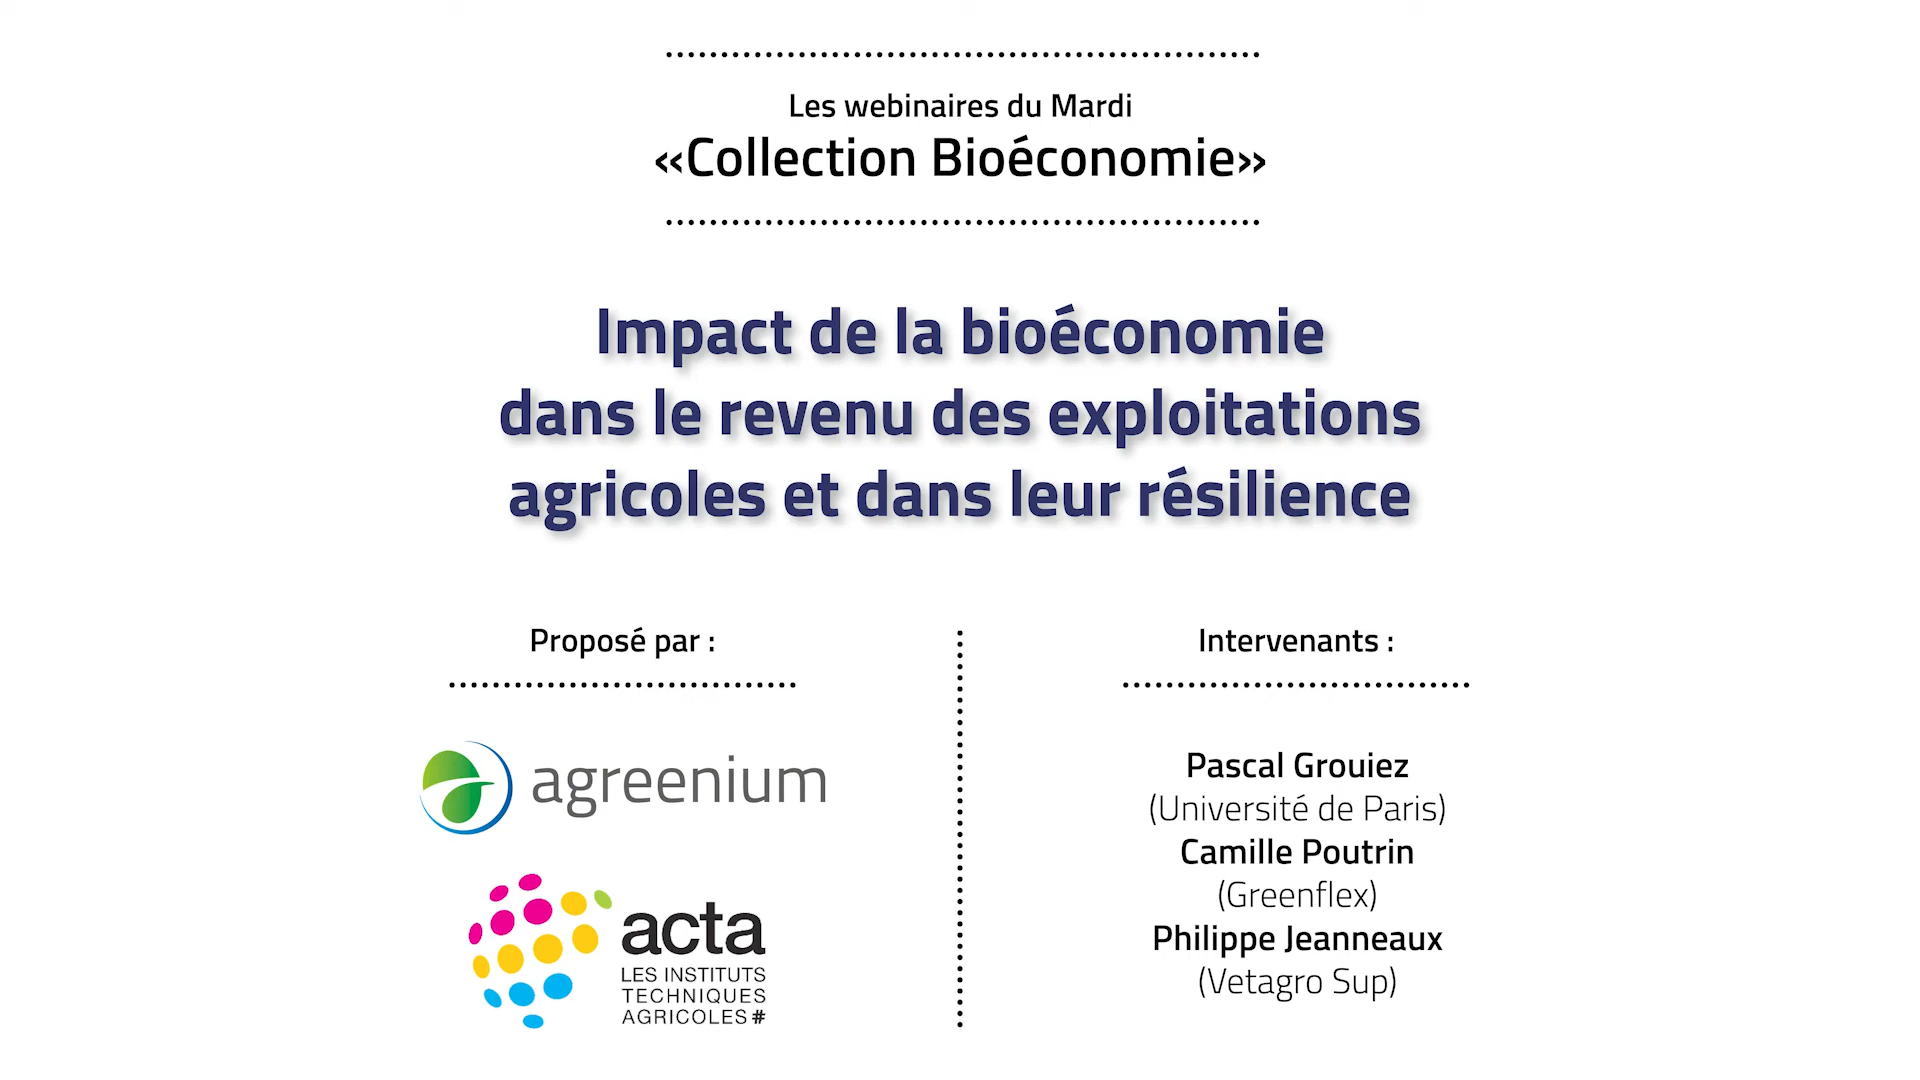 Les webinaires du Mardi
«Collection Bioéconomie»
Impact de la bioéconomie
dans le revenu des exploitations
agricoles et dans leur résilience
Proposé par :
agreenium
acta
LES INSTITUTS
TECHNIQUES
AGRICOLES #
Intervenants :
Pascal Grouiez
(Université de Paris)
Camille Poutrin
(Greenflex)
Philippe Jeanneaux
(Vetagro Sup)